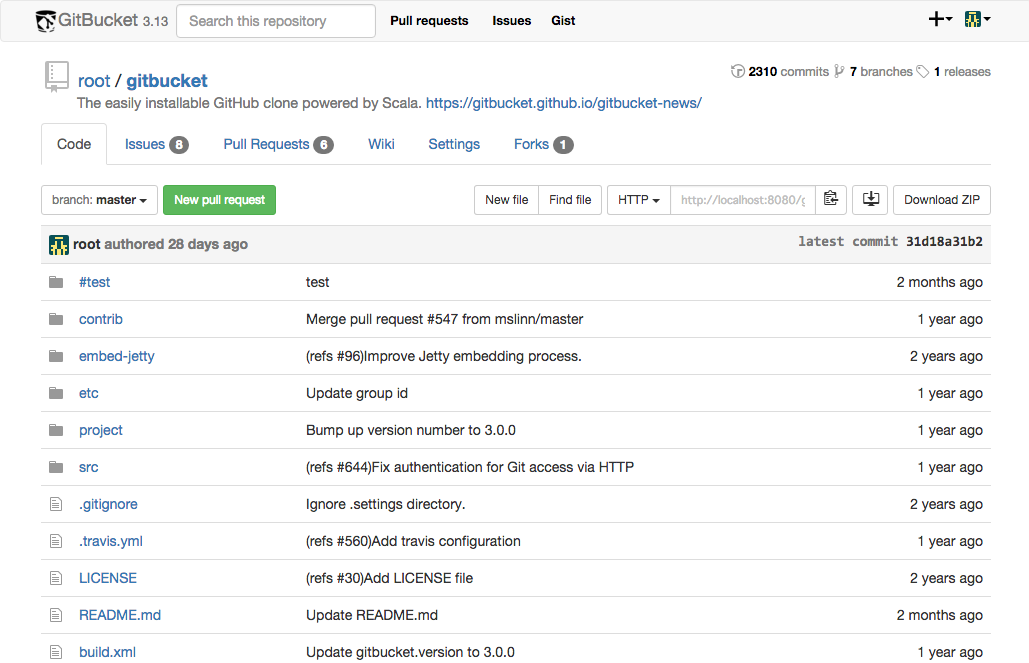 GitBucket 3.13 Search this repository Pull requests Issues Gist
root / gitbucket
2310 commits 7 branches 1 releases
The easily installable GitHub clone powered by Scala. https://gitbucket.github.io/gitbucket-news/
Code Issues 8 Pull Requests 6 Wiki Settings Forks 1
branch: master New pull request New file Find file HTTP http://localhost:8080/g Download ZIP
root authored 28 days ago latest commit 31d18a31b2
#test test 2 months ago
contrib Merge pull request #547 from mslinn/master 1 year ago
embed-jetty (refs #96)Improve Jetty embedding process. 2 years ago
etc Update group id 1 year ago
project Bump up version number to 3.0.0 1 year ago
src (refs #644)Fix authentication for Git access via HTTP 1 year ago
.gitignore Ignore .settings directory. 2 years ago
.travis.yml (refs #560)Add travis configuration 1 year ago
LICENSE (refs #30)Add LICENSE file 2 years ago
README.md Update README.md 2 months ago
build.xml Update gitbucket.version to 3.0.0 1 year ago